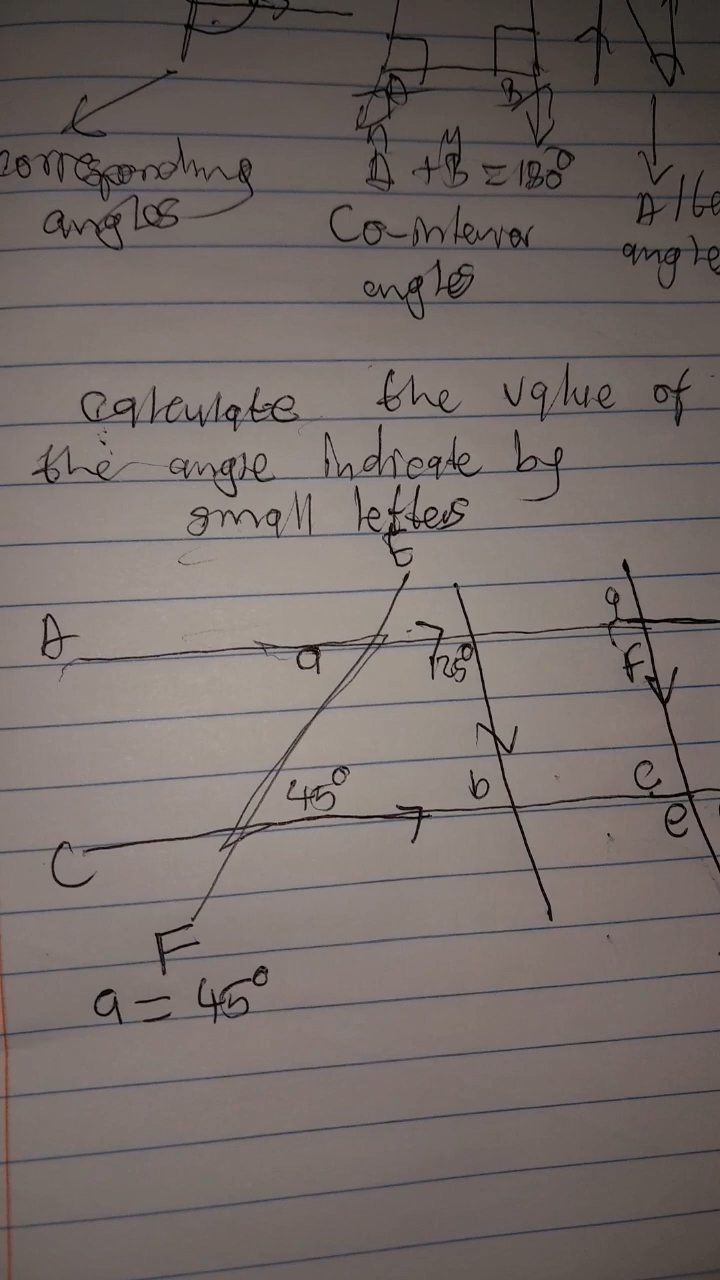 corresponding
angles
A B
Â + B̂ = 180°
Co-interior
angles
angle
calculate the value of
the angle indicate by
small letters
E
A
a
125°
g
f
45°
b
c
e
C
F
a = 45°